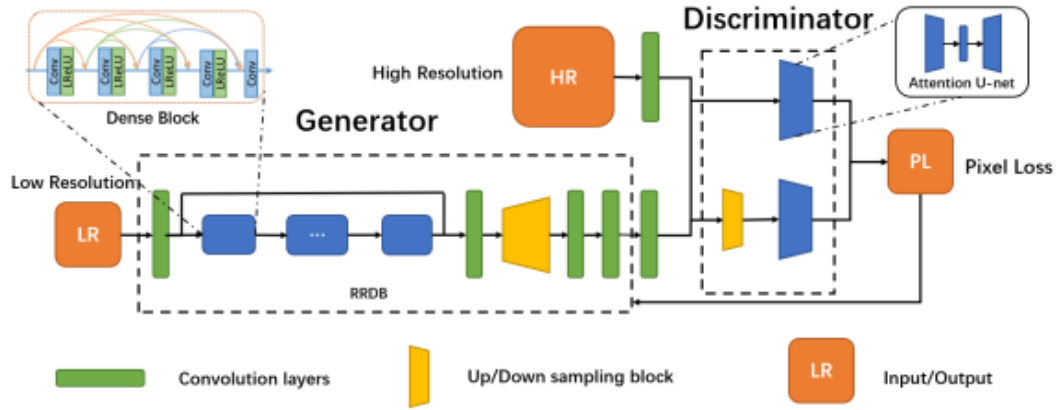 Discriminator
Conv
LReLU
Conv
LReLU
Conv
LReLU
Conv
LReLU
Conv
Dense Block
High Resolution
HR
Attention U-net
Generator
PL
Pixel Loss
Low Resolution
LR
...
RRDB
Convolution layers
Up/Down sampling block
LR
Input/Output